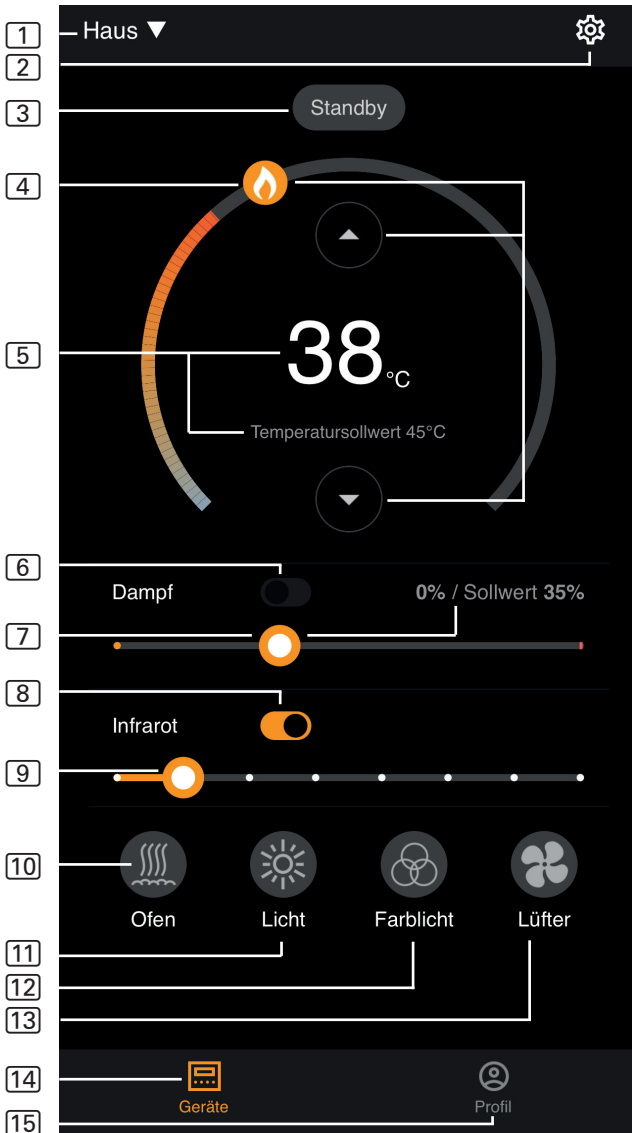 1
Haus ▼
2
3
Standby
4
5
38 °C
Temperatursollwert 45°C
6
Dampf
0% / Sollwert 35%
7
8
Infrarot
9
10
Ofen
Licht
Farblicht
Lüfter
11
12
13
14
Geräte
Profil
15